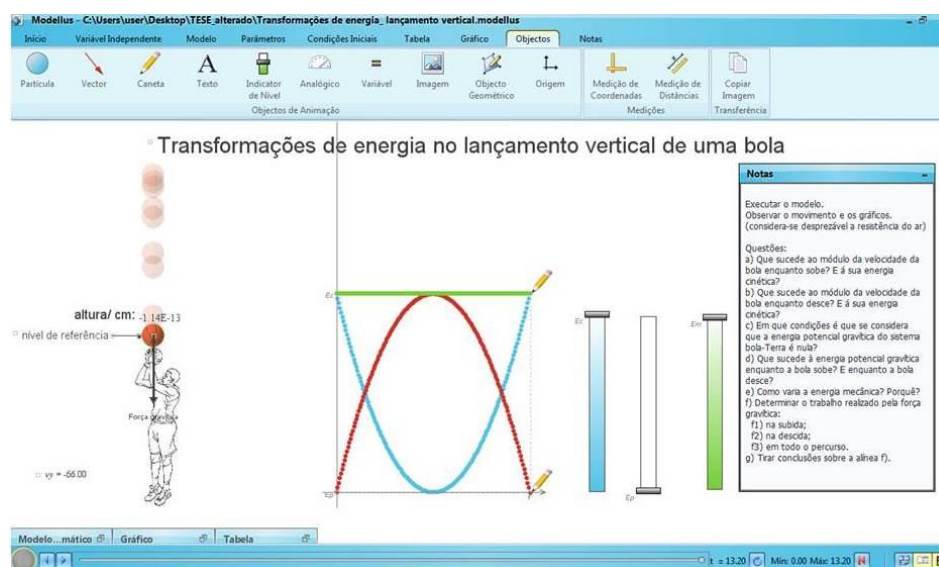 Modellus - C:\Users\user\Desktop\TESE_alterado\Transformações de energia_ lançamento vertical.modellus
Início Variável Independente Modelo Parâmetros Condições Iniciais Tabela Gráfico Objectos Notas
Partícula Vector Caneta Texto Indicator de Nível Analógico Variável Imagem Objecto Geométrico Origem Medição de Coordenadas Medição de Distâncias Copiar Imagem
Objectos de Animação Medições Transferência
Transformações de energia no lançamento vertical de uma bola
altura/ cm: -1.14E-13
nível de referência
Força gravítica
vy = -66.00
Ec
Ep
Ec
Ep
Em
Notas
Executar o modelo.
Observar o movimento e os gráficos.
(considera-se desprezável a resistência do ar)
Questões:
a) Que sucede ao módulo da velocidade da
bola enquanto sobe? E á sua energia
cinética?
b) Que sucede ao módulo da velocidade da
bola enquanto desce? E á sua energia
cinética?
c) Em que condições é que se considera
que a energia potencial gravítica do sistema
bola-Terra é nula?
d) Que sucede à energia potencial gravítica
enquanto a bola sobe? E enquanto a bola
desce?
e) Como varia a energia mecânica? Porquê?
f) Determinar o trabalho realizado pela força
gravítica:
f1) na subida;
f2) na descida;
f3) em todo o percurso.
g) Tirar conclusões sobre a alínea f).
Modelo...mático Gráfico Tabela
t = 13.20 Min: 0.00 Máx: 13.20